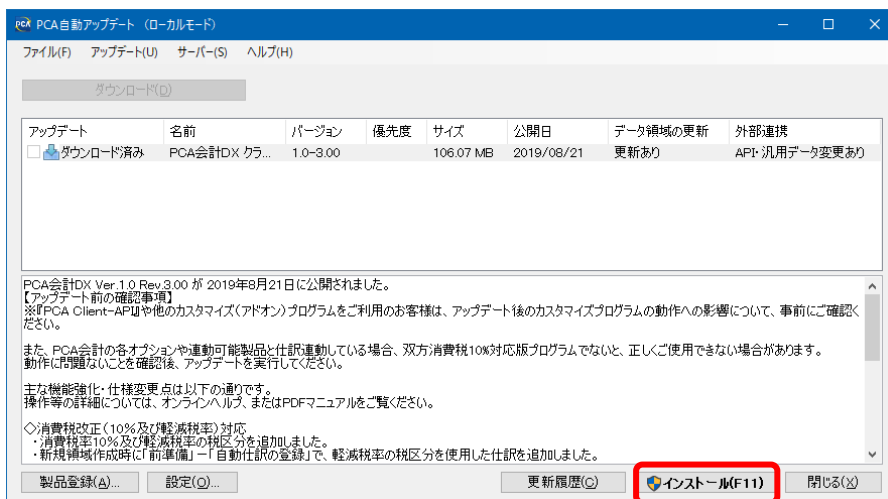 PCA自動アップデート （ローカルモード）
ファイル(F) アップデート(U) サーバー(S) ヘルプ(H)
ダウンロード(D)
アップデート 名前 バージョン 優先度 サイズ 公開日 データ領域の更新 外部連携
ダウンロード済み PCA会計DX クラ... 1.0-3.00 106.07 MB 2019/08/21 更新あり API・汎用データ変更あり
PCA会計DX Ver.1.0 Rev.3.00 が 2019年8月21日に公開されました。
【アップデート前の確認事項】
※『PCA Client-API』や他のカスタマイズ(アドオン)プログラムをご利用のお客様は、アップデート後のカスタマイズプログラムの動作への影響について、事前にご確認く
ださい。
また、PCA会計の各オプションや連動可能製品と仕訳連動している場合、双方消費税10%対応版プログラムでないと、正しくご使用できない場合があります。
動作に問題ないことを確認後、アップデートを実行してください。
主な機能強化・仕様変更点は以下の通りです。
操作等の詳細については、オンラインヘルプ、またはPDFマニュアルをご覧ください。
◇消費税改正（10%及び軽減税率）対応
・消費税率10%及び軽減税率の税区分を追加しました。
・新規領域作成時に「前準備」－「自動仕訳の登録」で、軽減税率の税区分を使用した仕訳を追加しました。
製品登録(A)... 設定(O)... 更新履歴(C) インストール(F11) 閉じる(X)